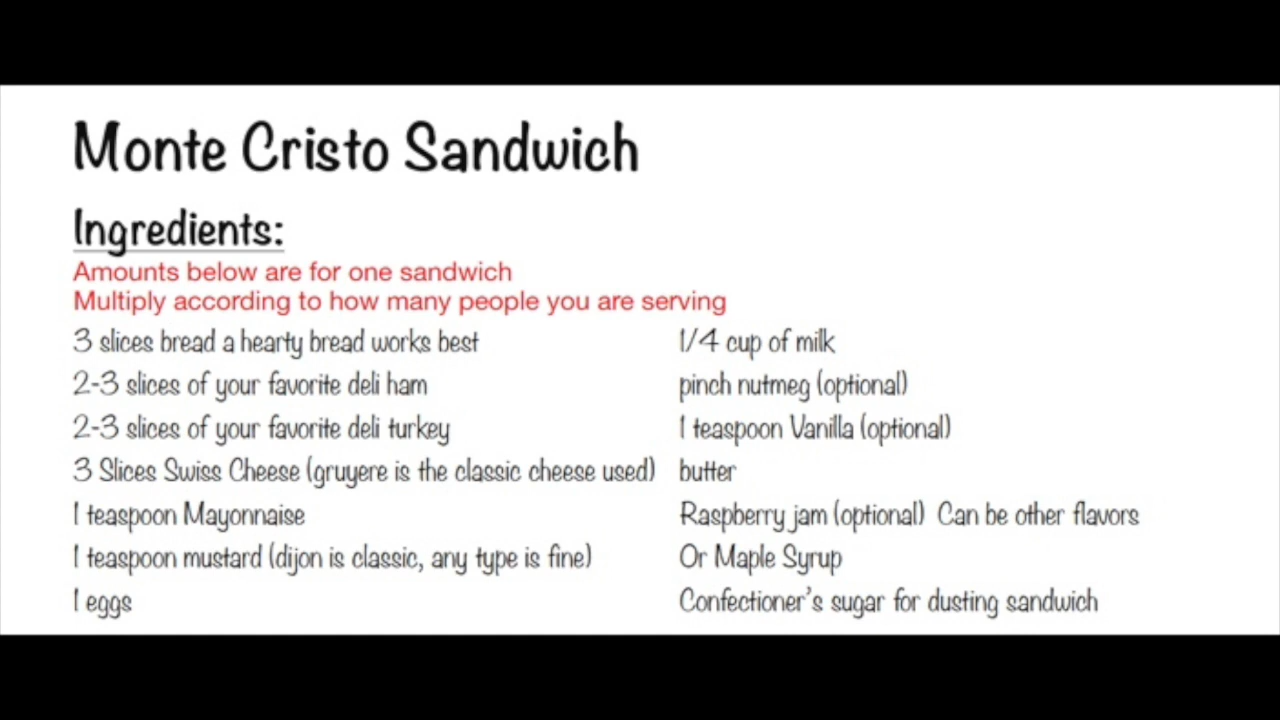 Monte Cristo Sandwich
Ingredients:
Amounts below are for one sandwich
Multiply according to how many people you are serving
3 slices bread a hearty bread works best
2-3 slices of your favorite deli ham
2-3 slices of your favorite deli turkey
3 Slices Swiss Cheese (gruyere is the classic cheese used)
1 teaspoon Mayonnaise
1 teaspoon mustard (dijon is classic, any type is fine)
1 eggs
1/4 cup of milk
pinch nutmeg (optional)
1 teaspoon Vanilla (optional)
butter
Raspberry jam (optional) Can be other flavors
Or Maple Syrup
Confectioner's sugar for dusting sandwich